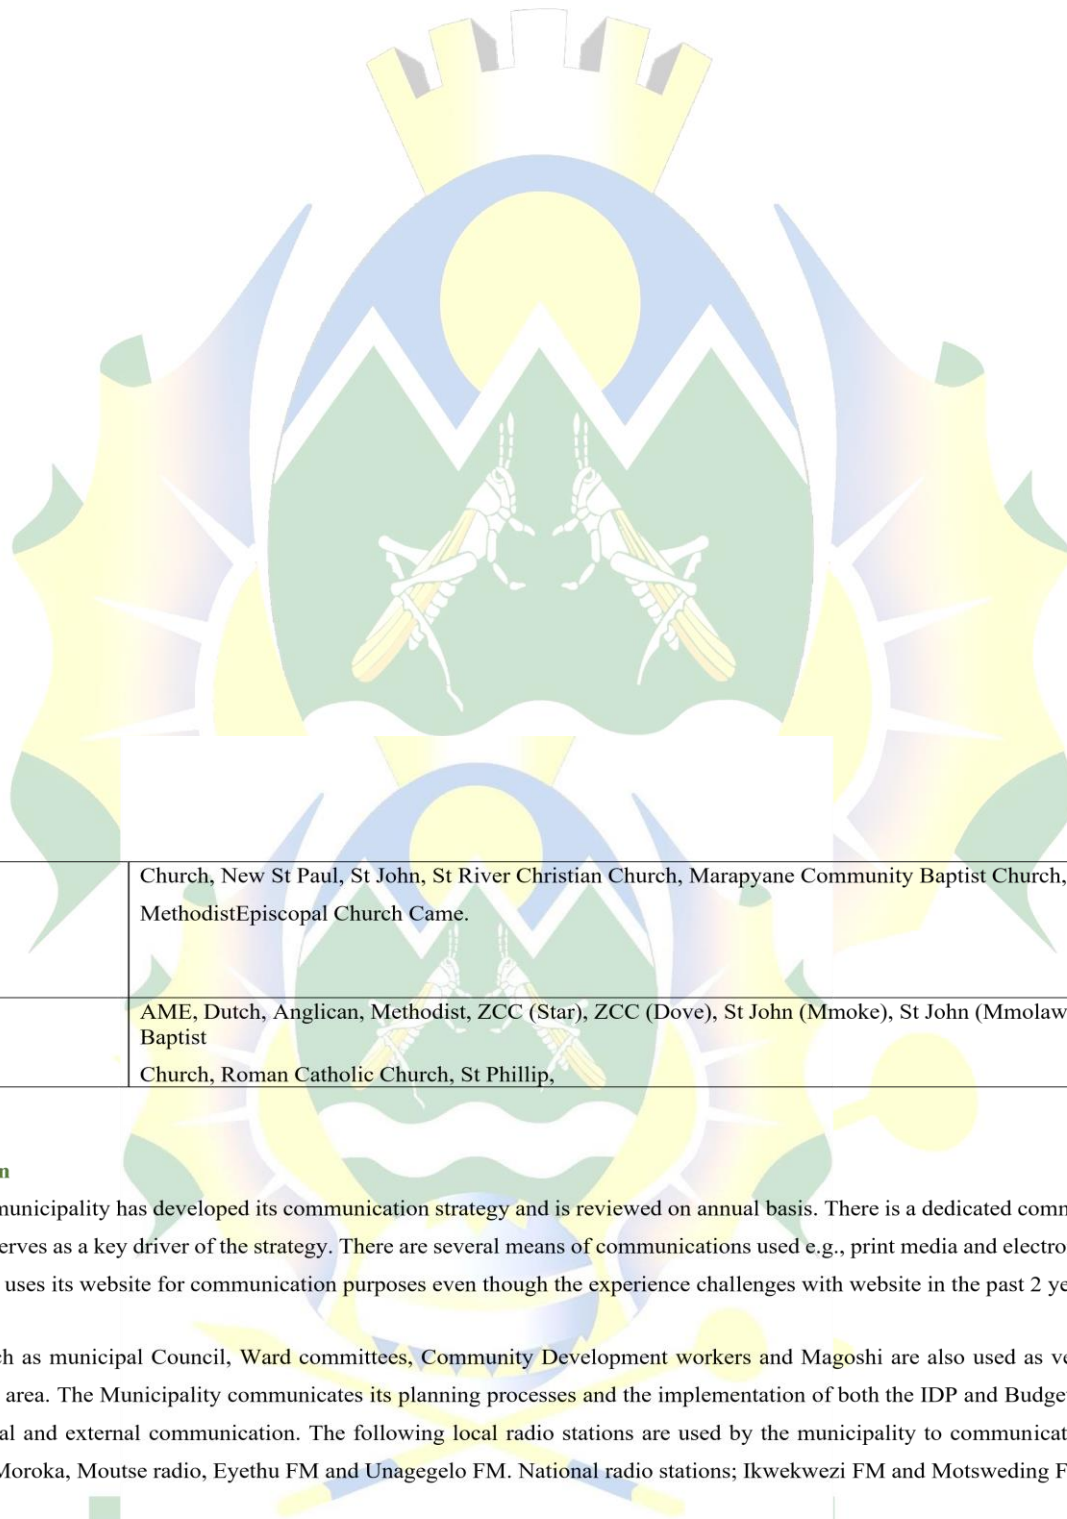 Church, New St Paul, St John, St River Christian Church, Marapyane Community Baptist Church,
MethodistEpiscopal Church Came.
AME, Dutch, Anglican, Methodist, ZCC (Star), ZCC (Dove), St John (Mmoke), St John (Mmolaw
Baptist
Church, Roman Catholic Church, St Phillip,
n
municipality has developed its communication strategy and is reviewed on annual basis. There is a dedicated comm
erves as a key driver of the strategy. There are several means of communications used e.g., print media and electro
uses its website for communication purposes even though the experience challenges with website in the past 2 ye
ch as municipal Council, Ward committees, Community Development workers and Magoshi are also used as ve
area. The Municipality communicates its planning processes and the implementation of both the IDP and Budge
al and external communication. The following local radio stations are used by the municipality to communicat
Moroka, Moutse radio, Eyethu FM and Unagegelo FM. National radio stations; Ikwekwezi FM and Motsweding F